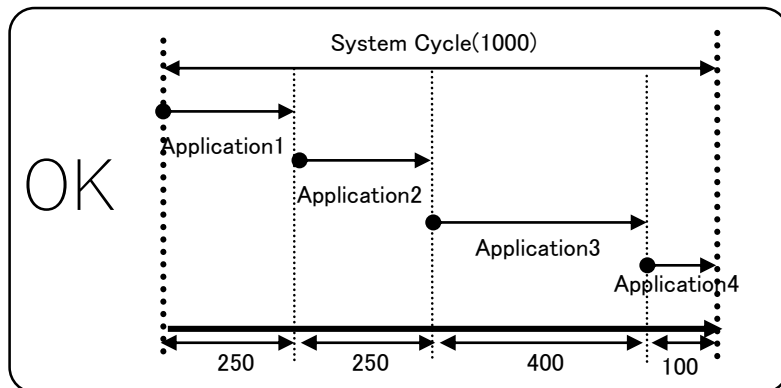 System Cycle(1000)
Application1
OK
Application2
Application3
Application4
250
250
400
100